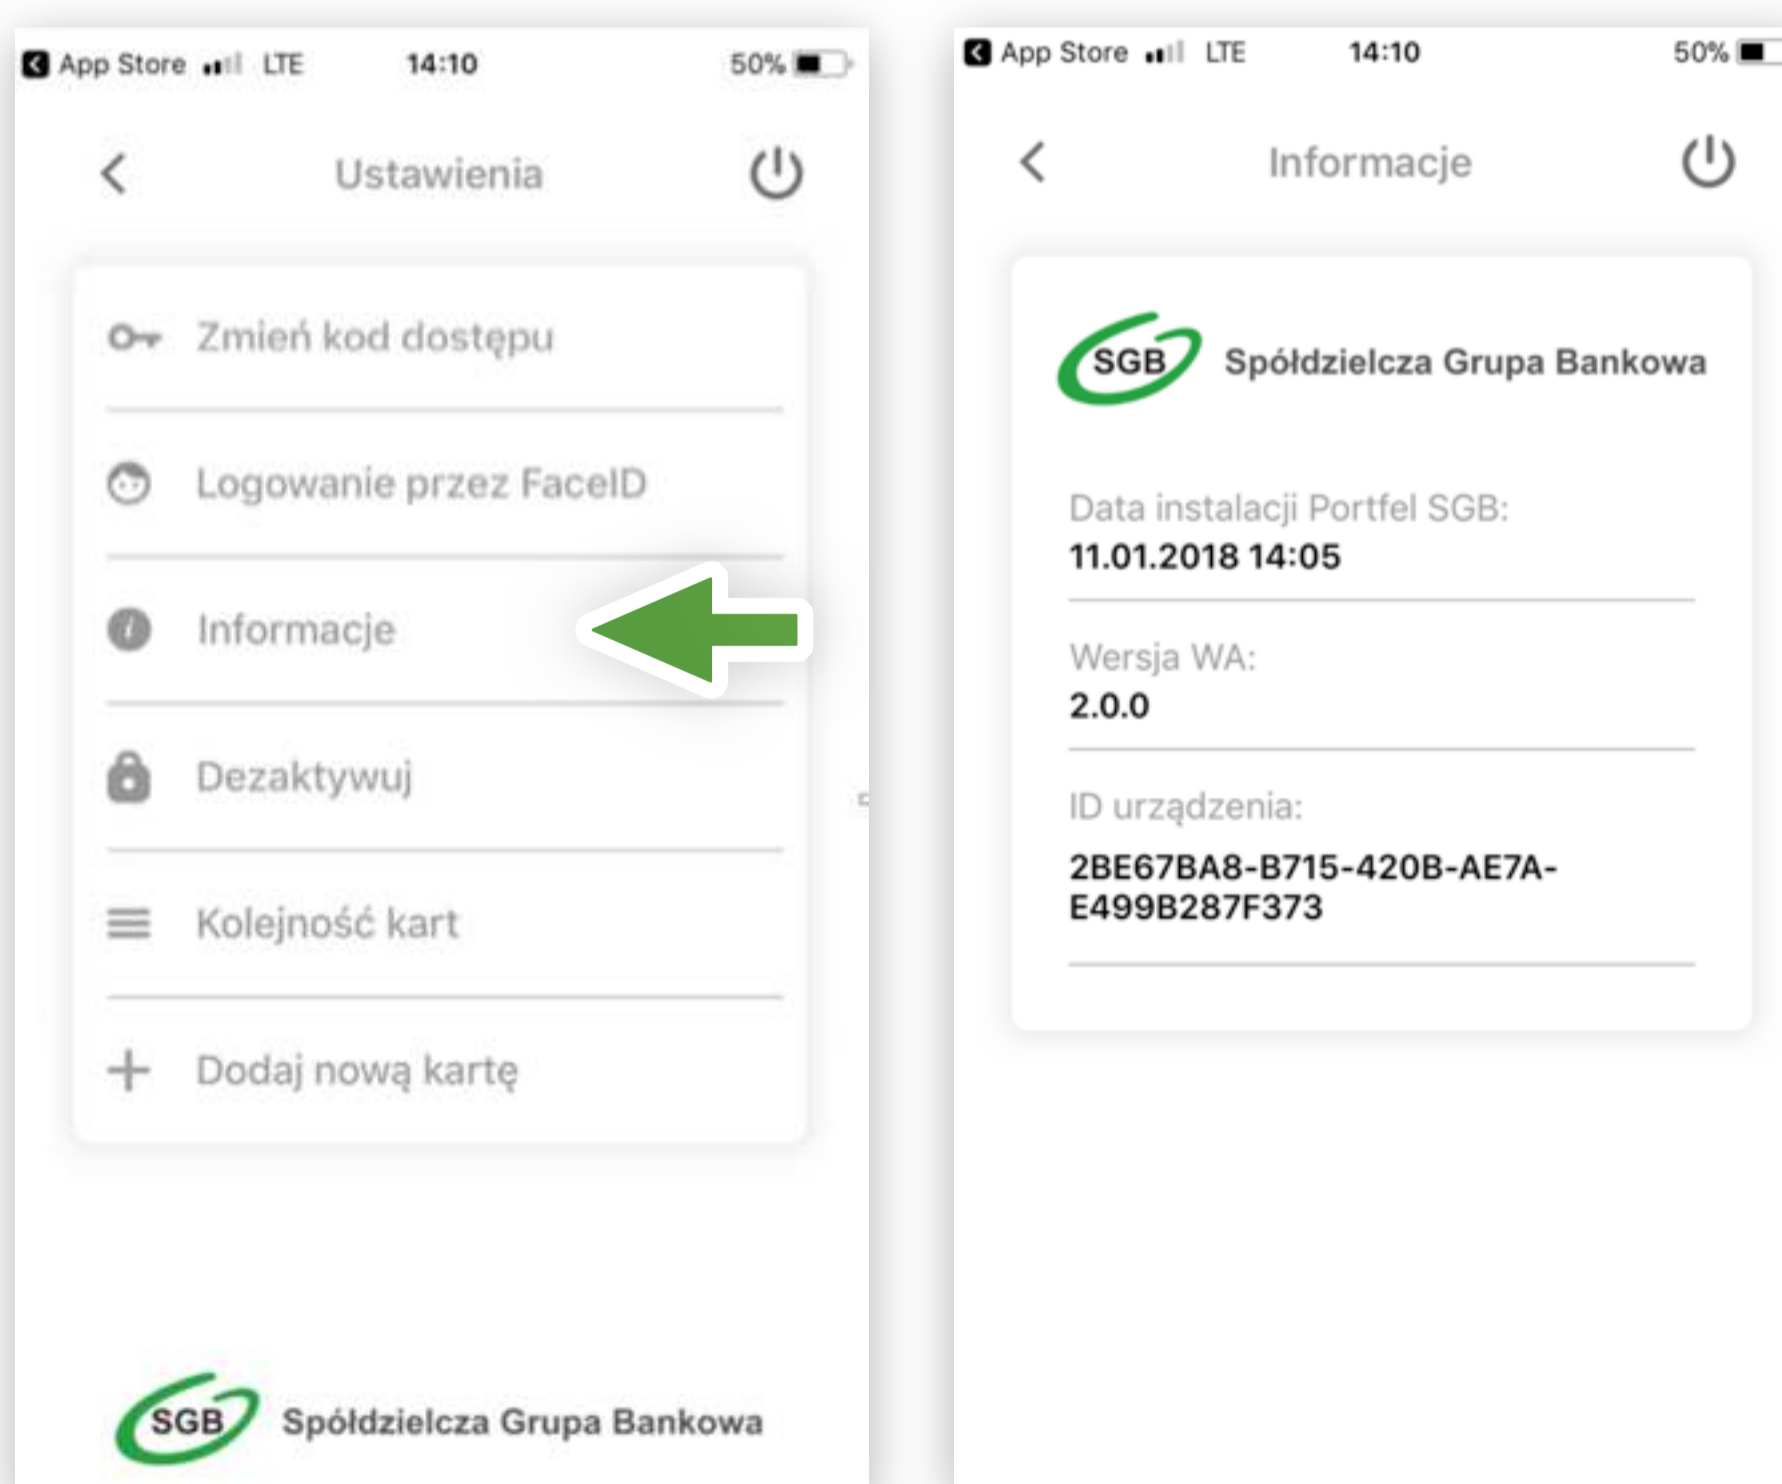 App Store LTE 14:10 50%
Ustawienia
Zmień kod dostępu
Logowanie przez FaceID
Informacje
Dezaktywuj
Kolejność kart
Dodaj nową kartę
SGB Spółdzielcza Grupa Bankowa
App Store LTE 14:10 50%
Informacje
SGB Spółdzielcza Grupa Bankowa
Data instalacji Portfel SGB:
11.01.2018 14:05
Wersja WA:
2.0.0
ID urządzenia:
2BE67BA8-B715-420B-AE7A-
E499B287F373